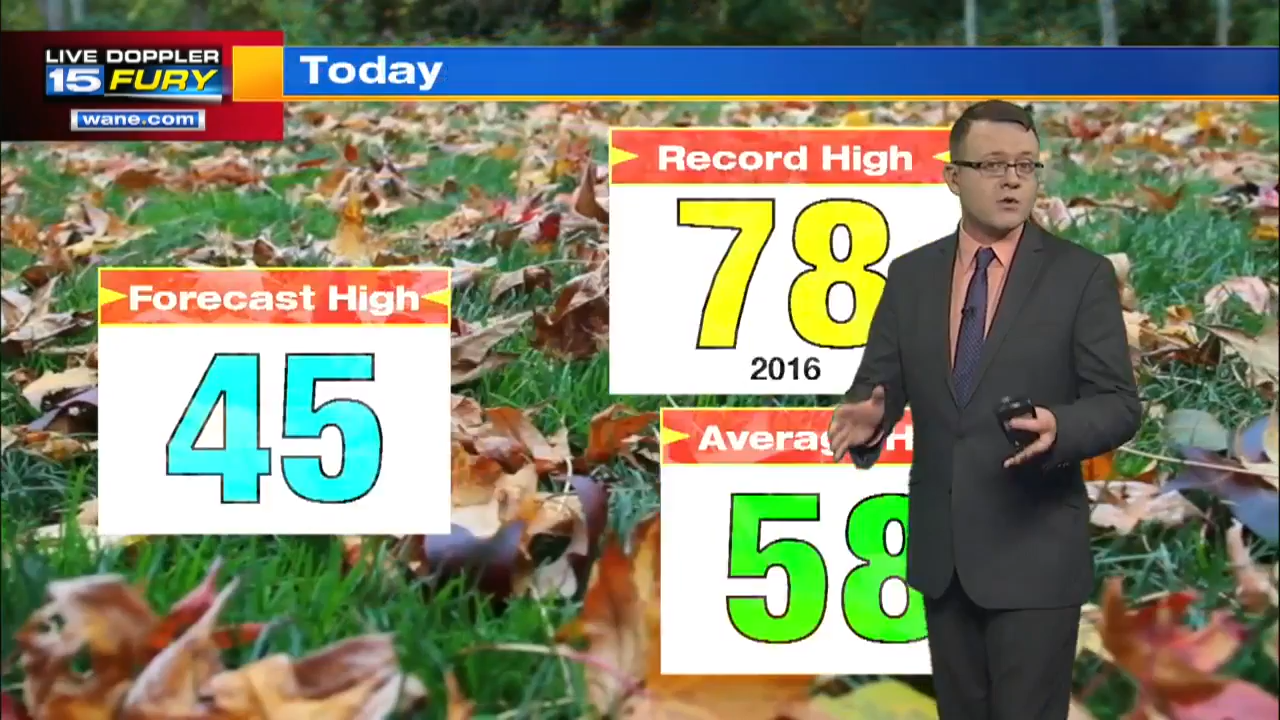 LIVE DOPPLER
15 FURY
wane.com
Today
Record High
78
2016
Forecast High
45
58